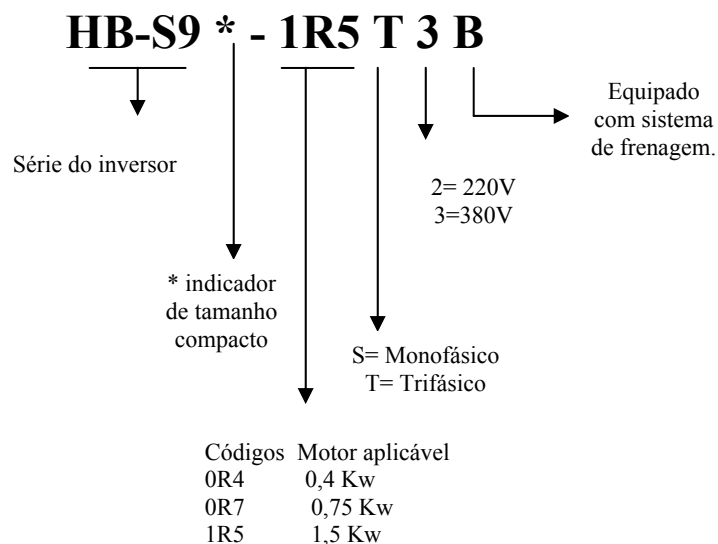 HB-S9 * - 1R5 T 3 B
Equipado
com sistema
de frenagem.
Série do inversor
2= 220V
3=380V
* indicador
de tamanho
compacto
S= Monofásico
T= Trifásico
Códigos Motor aplicável
0R4 0,4 Kw
0R7 0,75 Kw
1R5 1,5 Kw